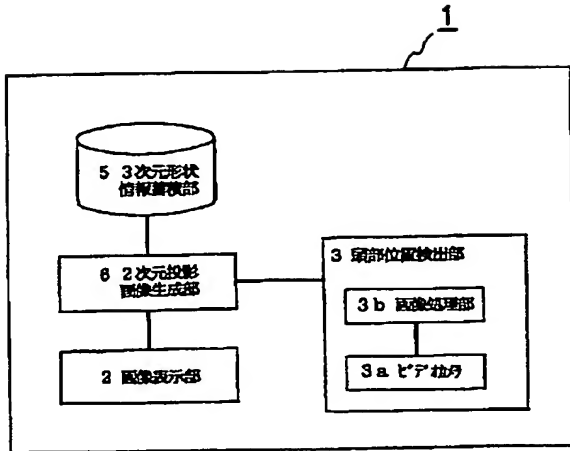 1
5 3次元形状
情報蓄積部
6 2次元投影
画像生成部
3 頭部位置検出部
3b 画像処理部
2 画像表示部
3a ビデオカメラ